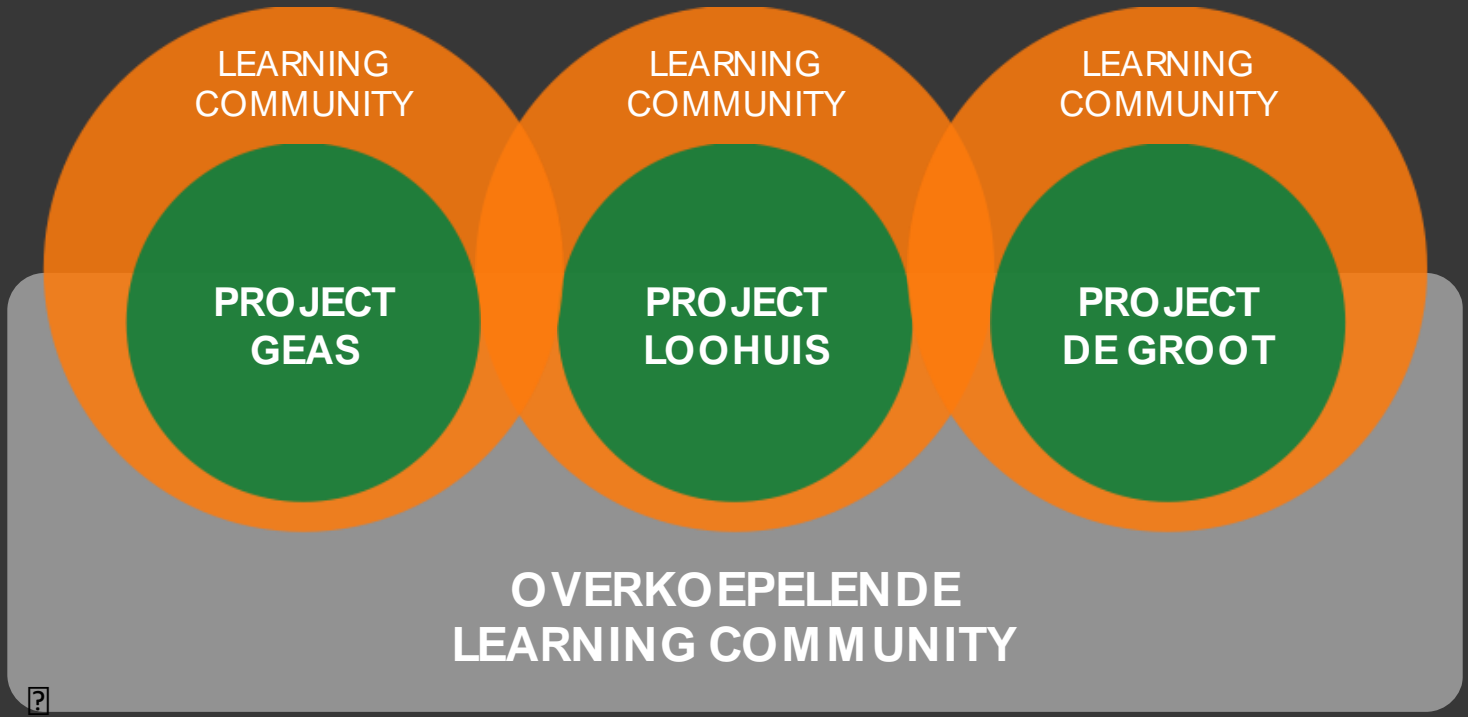 LEARNING
COMMUNITY
LEARNING
COMMUNITY
LEARNING
COMMUNITY
PROJECT
GEAS
PROJECT
LOOHUIS
PROJECT
DE GROOT
OVERKOEPELENDE
LEARNING COMMUNITY